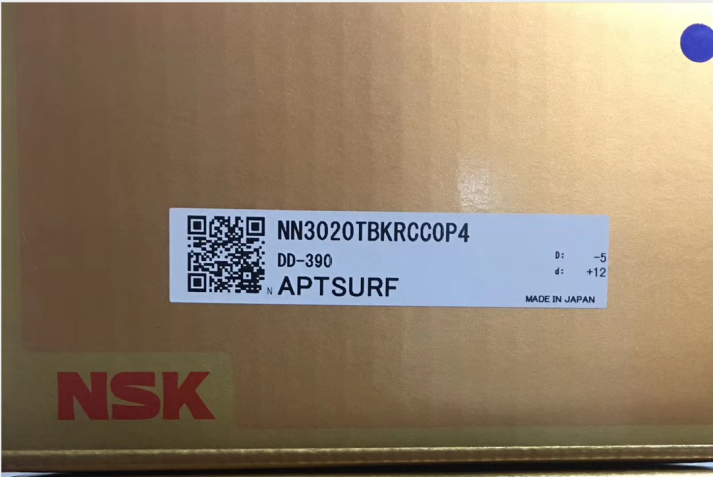 NN3020TBKRCC0P4
DD-390
D: -5
d: +12
N APTSURF
MADE IN JAPAN
NSK